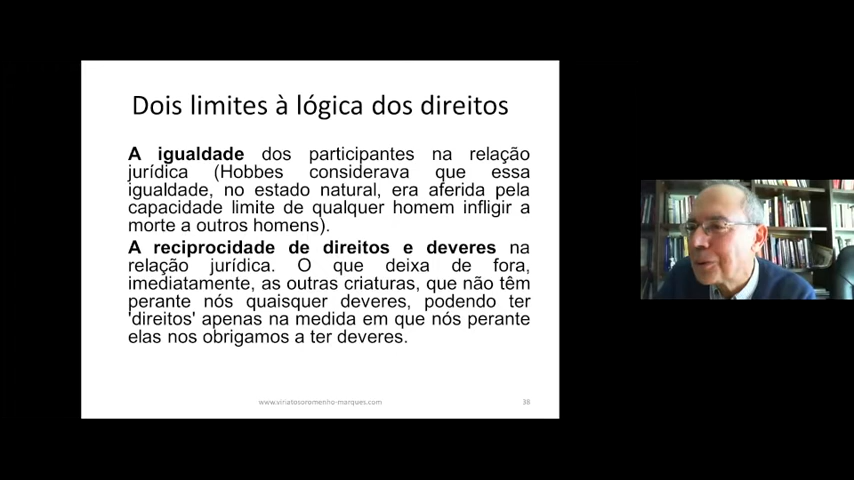 Dois limites à lógica dos direitos
A igualdade dos participantes na relação
jurídica (Hobbes considerava que essa
igualdade, no estado natural, era aferida pela
capacidade limite de qualquer homem infligir a
morte a outros homens).
A reciprocidade de direitos e deveres na
relação jurídica. O que deixa de fora,
imediatamente, as outras criaturas, que não têm
perante nós quaisquer deveres, podendo ter
'direitos' apenas na medida em que nós perante
elas nos obrigamos a ter deveres.
www.viriatosoromenho-marques.com
38